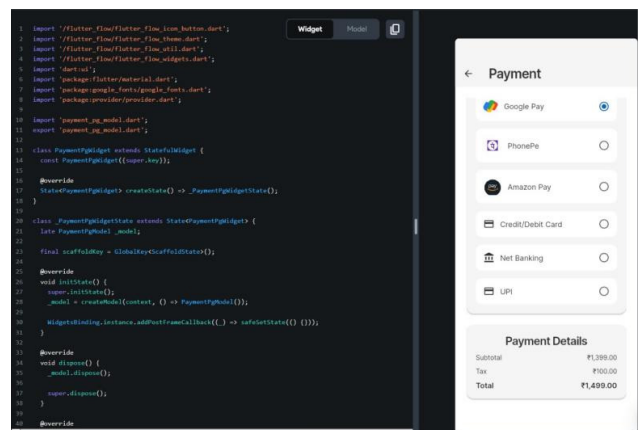 Widget Model
1 import '/flutter_flow/flutter_flow_icon_button.dart';
2 import '/flutter_flow/flutter_flow_theme.dart';
3 import '/flutter_flow/flutter_flow_util.dart';
4 import '/flutter_flow/flutter_flow_widgets.dart';
5 import 'dart:ui';
6 import 'package:flutter/material.dart';
7 import 'package:google_fonts/google_fonts.dart';
8 import 'package:provider/provider.dart';
9
10 import 'payment_pg_model.dart';
11 export 'payment_pg_model.dart';
12
13 class PaymentPgWidget extends StatefulWidget {
14 const PaymentPgWidget({super.key});
15
16 @override
17 State<PaymentPgWidget> createState() => _PaymentPgWidgetState();
18 }
19
20 class _PaymentPgWidgetState extends State<PaymentPgWidget> {
21 late PaymentPgModel _model;
22
23 final scaffoldKey = GlobalKey<ScaffoldState>();
24
25 @override
26 void initState() {
27 super.initState();
28 _model = createModel(context, () => PaymentPgModel());
29
30 WidgetsBinding.instance.addPostFrameCallback((_) => safeSetState(() {}));
31 }
32
33 @override
34 void dispose() {
35 _model.dispose();
36
37 super.dispose();
38 }
39
40 @override
Payment
Google Pay
PhonePe
Amazon Pay
Credit/Debit Card
Net Banking
UPI
Payment Details
Subtotal ₹1,399.00
Tax ₹100.00
Total ₹1,499.00